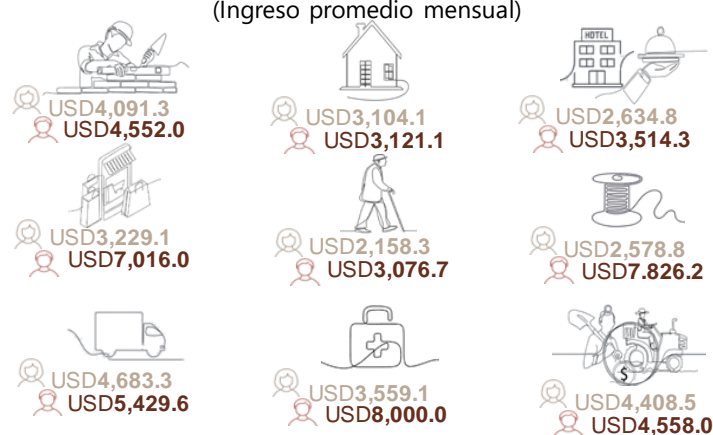 (Ingreso promedio mensual)
HOTEL
USD4,091.3
USD4,552.0
USD3,104.1
USD3,121.1
USD2,634.8
USD3,514.3
USD3,229.1
USD7,016.0
USD2,158.3
USD3,076.7
USD2,578.8
USD7.826.2
USD4,683.3
USD5,429.6
USD3,559.1
USD8,000.0
$
USD4,408.5
USD4,558.0